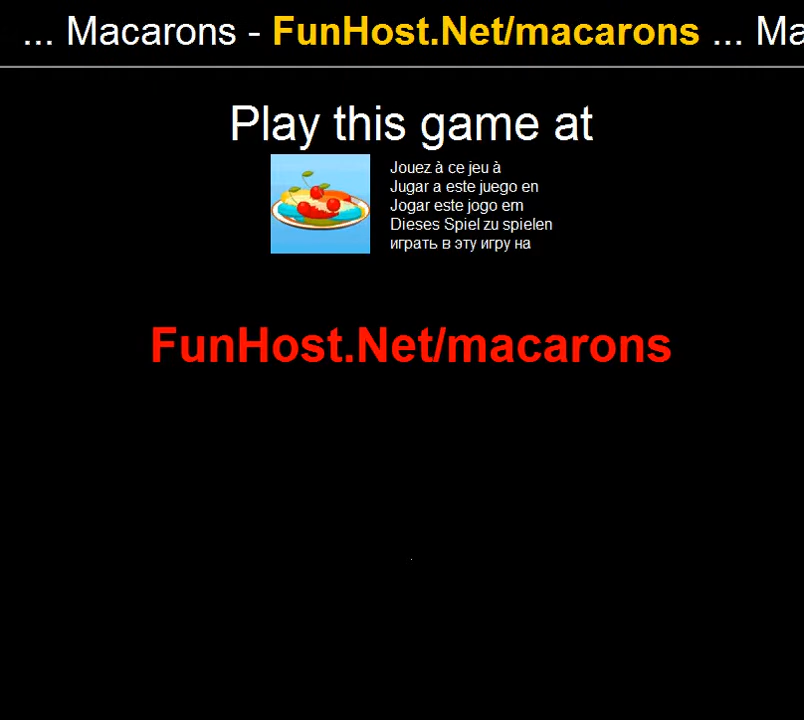 ... Macarons - FunHost.Net/macarons ... Ma
Play this game at
Jouez à ce jeu à
Jugar a este juego en
Jogar este jogo em
Dieses Spiel zu spielen
играть в эту игру на
FunHost.Net/macarons